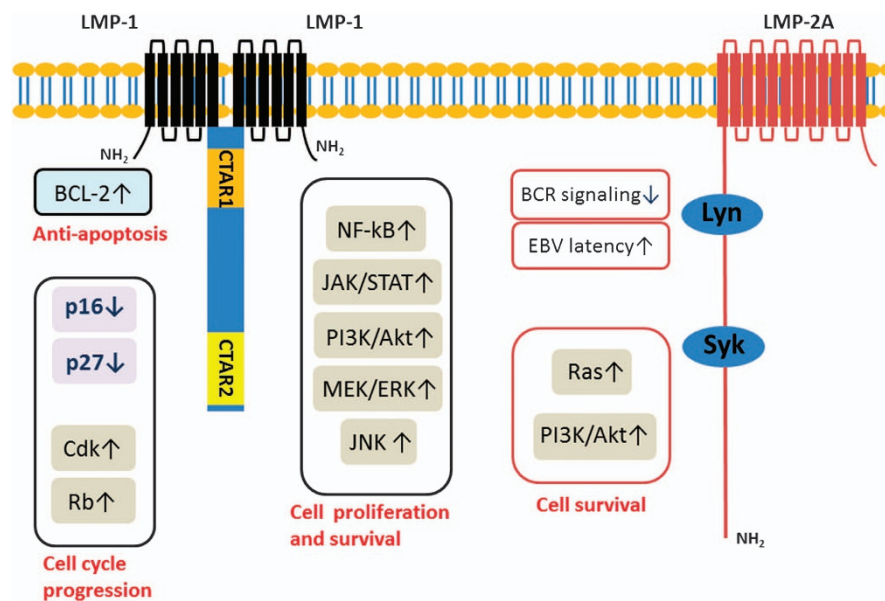 LMP-1
LMP-1
LMP-2A
NH2
NH2
BCL-2↑
Anti-apoptosis
p16↓
p27↓
Cdk↑
Rb↑
Cell cycle
progression
CTAR1
CTAR2
NF-kB↑
JAK/STAT↑
PI3K/Akt↑
MEK/ERK↑
JNK ↑
Cell proliferation
and survival
BCR signaling↓
EBV latency↑
Ras↑
PI3K/Akt↑
Cell survival
Lyn
Syk
NH2